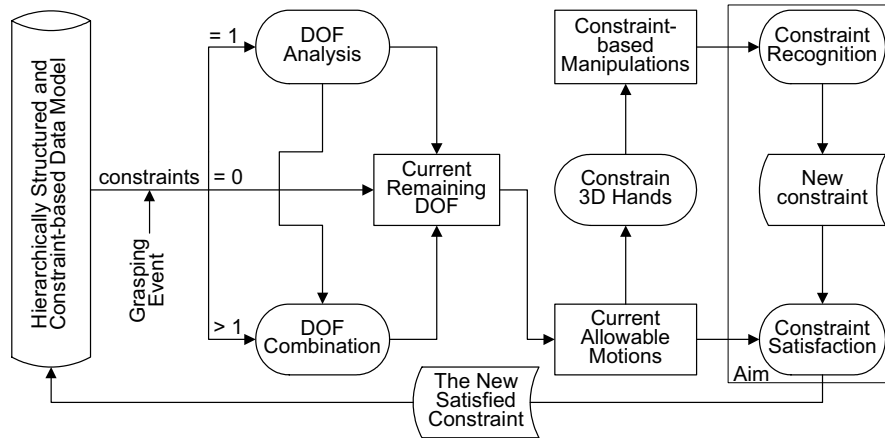 Hierarchically Structured and
Constraint-based Data Model
constraints
Grasping
Event
= 1
= 0
> 1
DOF
Analysis
DOF
Combination
Current
Remaining
DOF
Constraint-
based
Manipulations
Constrain
3D Hands
Current
Allowable
Motions
Constraint
Recognition
New
constraint
Constraint
Satisfaction
Aim
The New
Satisfied
Constraint